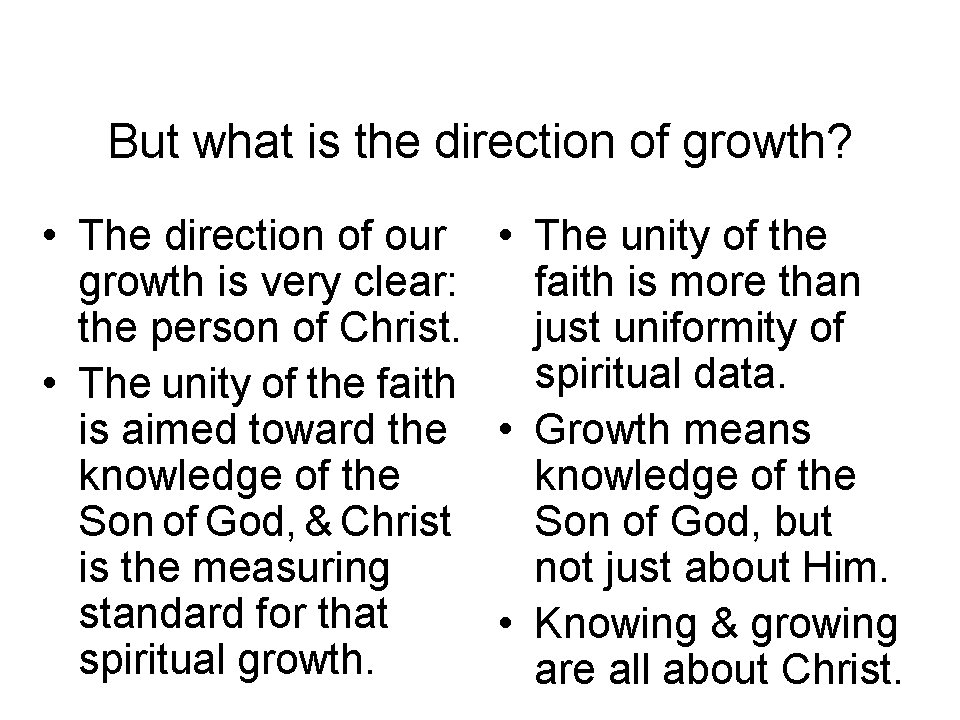 But what is the direction of growth?
• The direction of our
growth is very clear:
the person of Christ.
• The unity of the faith
is aimed toward the
knowledge of the
Son of God, & Christ
is the measuring
standard for that
spiritual growth.
• The unity of the
faith is more than
just uniformity of
spiritual data.
• Growth means
knowledge of the
Son of God, but
not just about Him.
• Knowing & growing
are all about Christ.